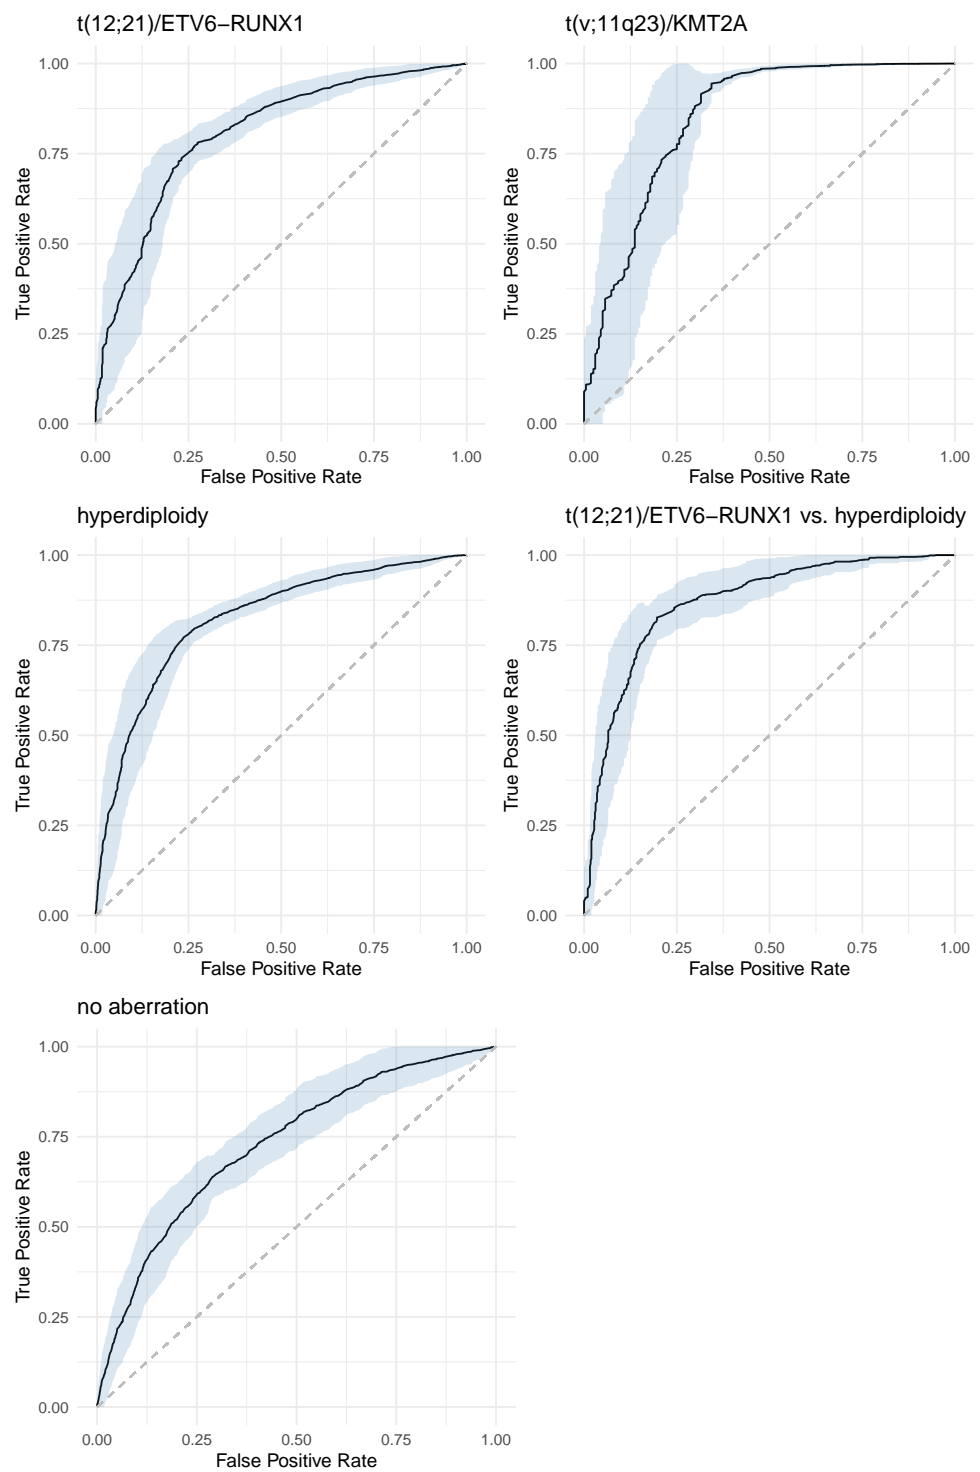 t(12;21)/ETV6−RUNX1
1.00
0.75
0.50
0.25
0.00
True Positive Rate
0.00 0.25 0.50 0.75 1.00
False Positive Rate
t(v;11q23)/KMT2A
1.00
0.75
0.50
0.25
0.00
True Positive Rate
0.00 0.25 0.50 0.75 1.00
False Positive Rate
hyperdiploidy
1.00
0.75
0.50
0.25
0.00
True Positive Rate
0.00 0.25 0.50 0.75 1.00
False Positive Rate
t(12;21)/ETV6−RUNX1 vs. hyperdiploidy
1.00
0.75
0.50
0.25
0.00
True Positive Rate
0.00 0.25 0.50 0.75 1.00
False Positive Rate
no aberration
1.00
0.75
0.50
0.25
0.00
True Positive Rate
0.00 0.25 0.50 0.75 1.00
False Positive Rate